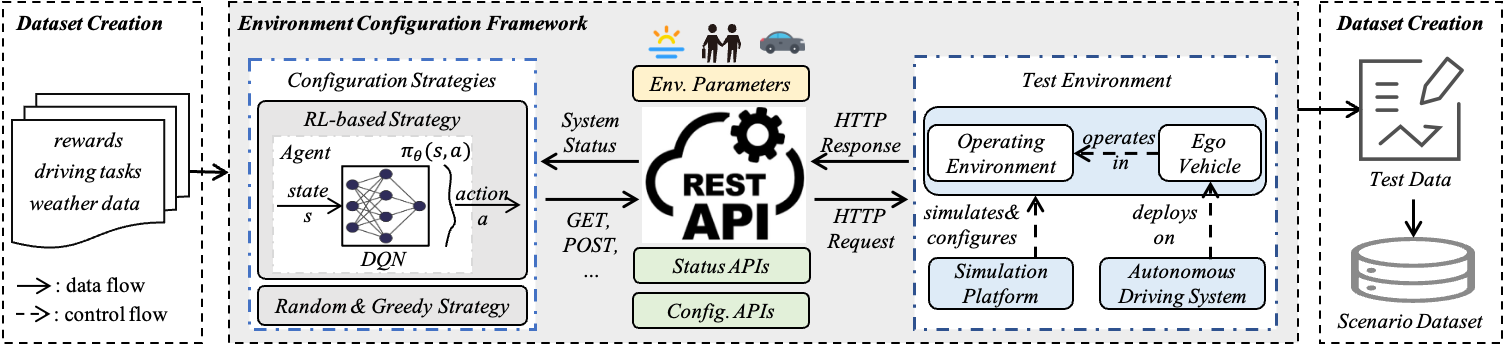 Dataset Creation
rewards
driving tasks
weather data
: data flow
: control flow
Environment Configuration Framework
Configuration Strategies
RL-based Strategy
Agent
πθ(s,a)
state
s
action
a
DQN
Random & Greedy Strategy
System
Status
GET,
POST,
...
Env. Parameters
REST
API
Status APIs
Config. APIs
HTTP
Response
HTTP
Request
Test Environment
Operating
Environment
operates
in
Ego
Vehicle
simulates&
configures
deploys
on
Simulation
Platform
Autonomous
Driving System
Dataset Creation
Test Data
Scenario Dataset